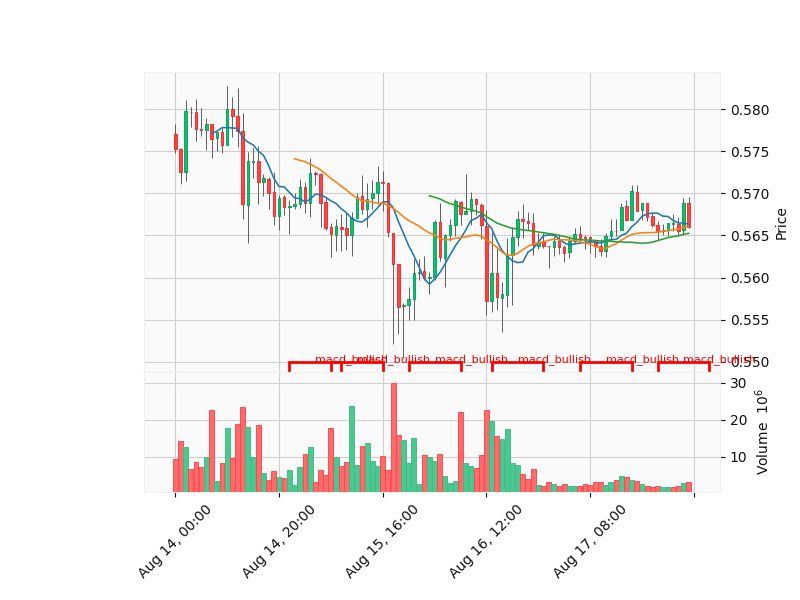 0.580
0.575
0.570
0.565
0.560
0.555
0.550
Price
macd_bullish
macd_bullish
macd_bullish
macd_bullish
macd_bullish
macd_bullish
30
20
10
Volume 10^6
Aug 14, 00:00
Aug 14, 20:00
Aug 15, 16:00
Aug 16, 12:00
Aug 17, 08:00